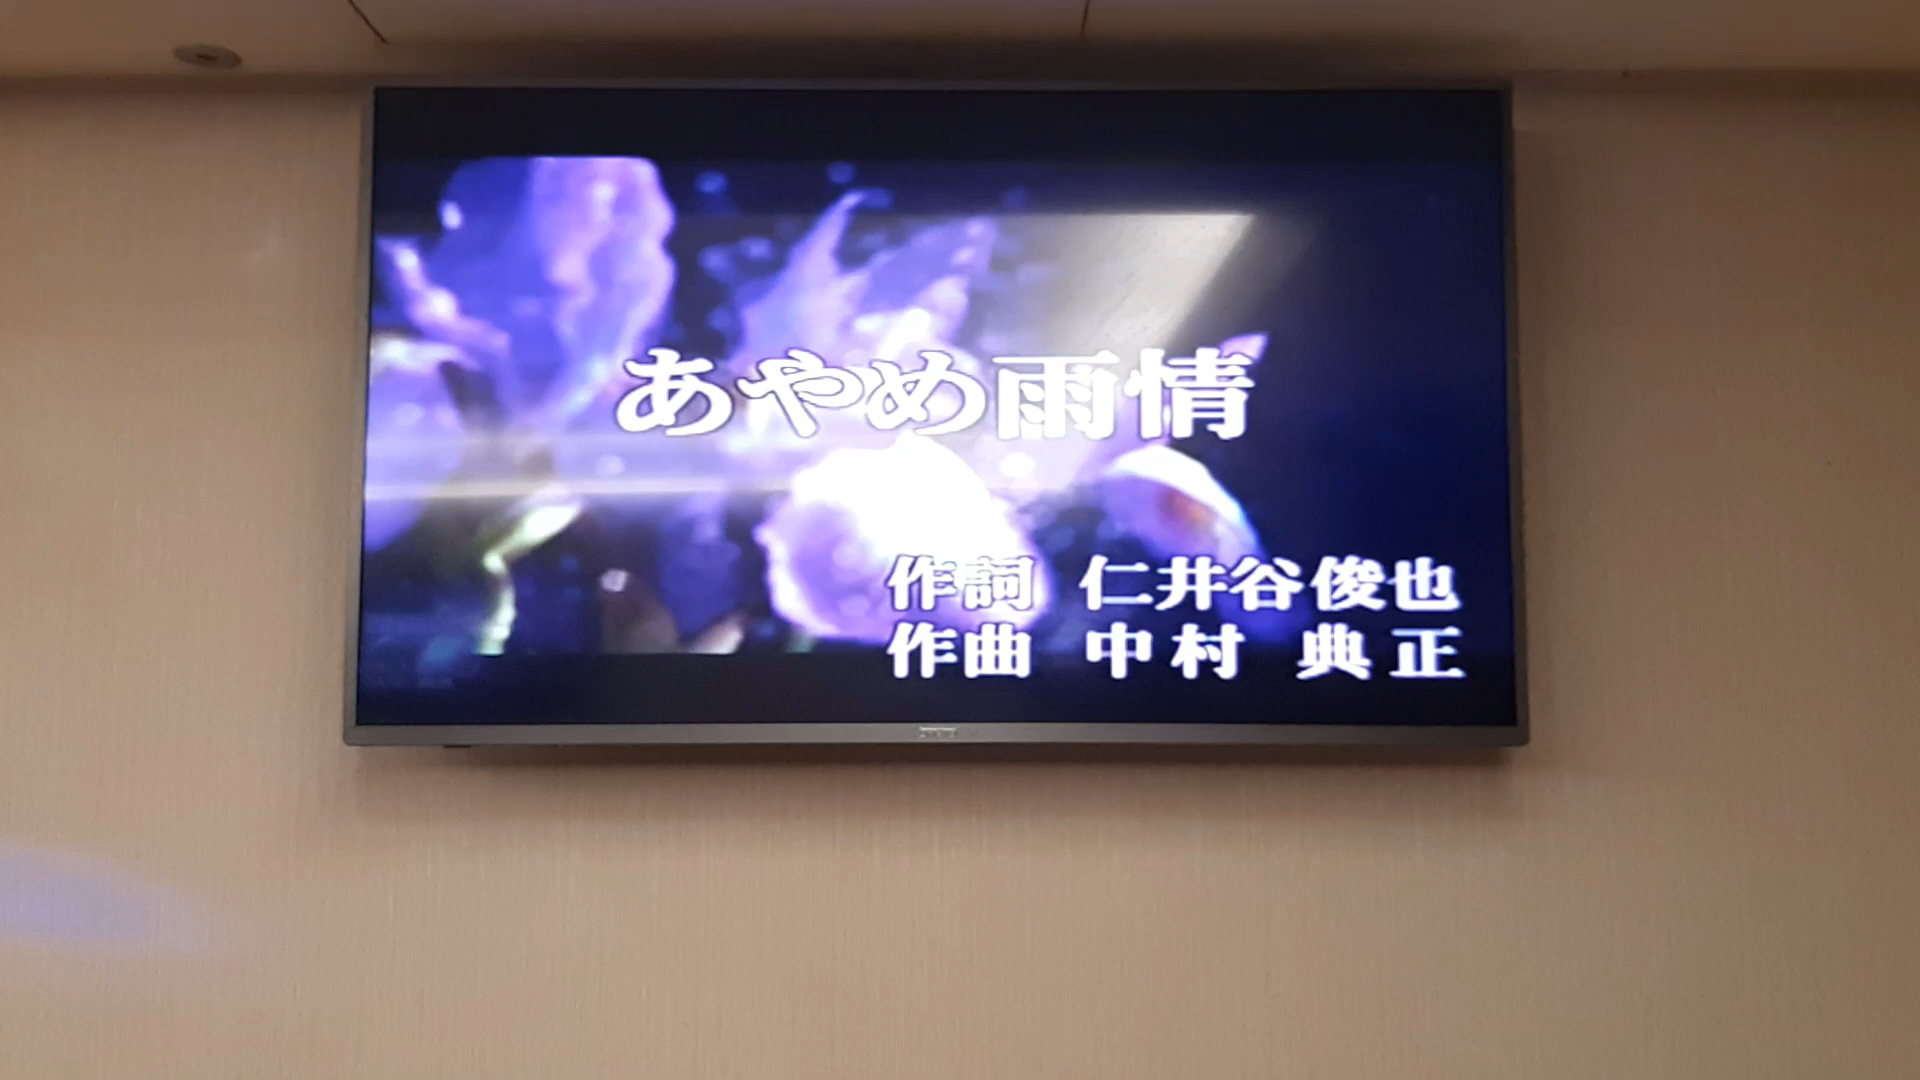 あやめ雨情
作詞 仁井谷俊也
作曲 中村 典正